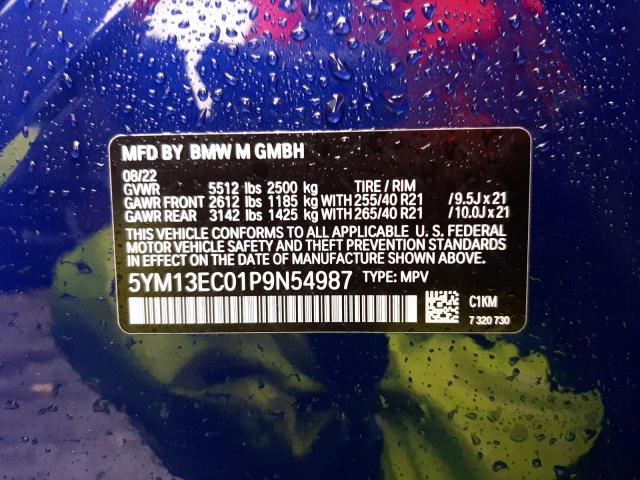 MFD BY BMW M GMBH
08/22
GVWR 5512 lbs 2500 kg TIRE / RIM
GAWR FRONT 2612 lbs 1185 kg WITH 255/40 R21 / 9.5J x 21
GAWR REAR 3142 lbs 1425 kg WITH 265/40 R21 / 10.0J x 21
THIS VEHICLE CONFORMS TO ALL APPLICABLE U. S. FEDERAL
MOTOR VEHICLE SAFETY, BUMPER, AND THEFT PREVENTION
STANDARDS IN EFFECT ON THE DATE OF MANUFACTURE SHOWN ABOVE.
5YM13EC01P9N54987 TYPE: MPV
C1KM
7 320 730